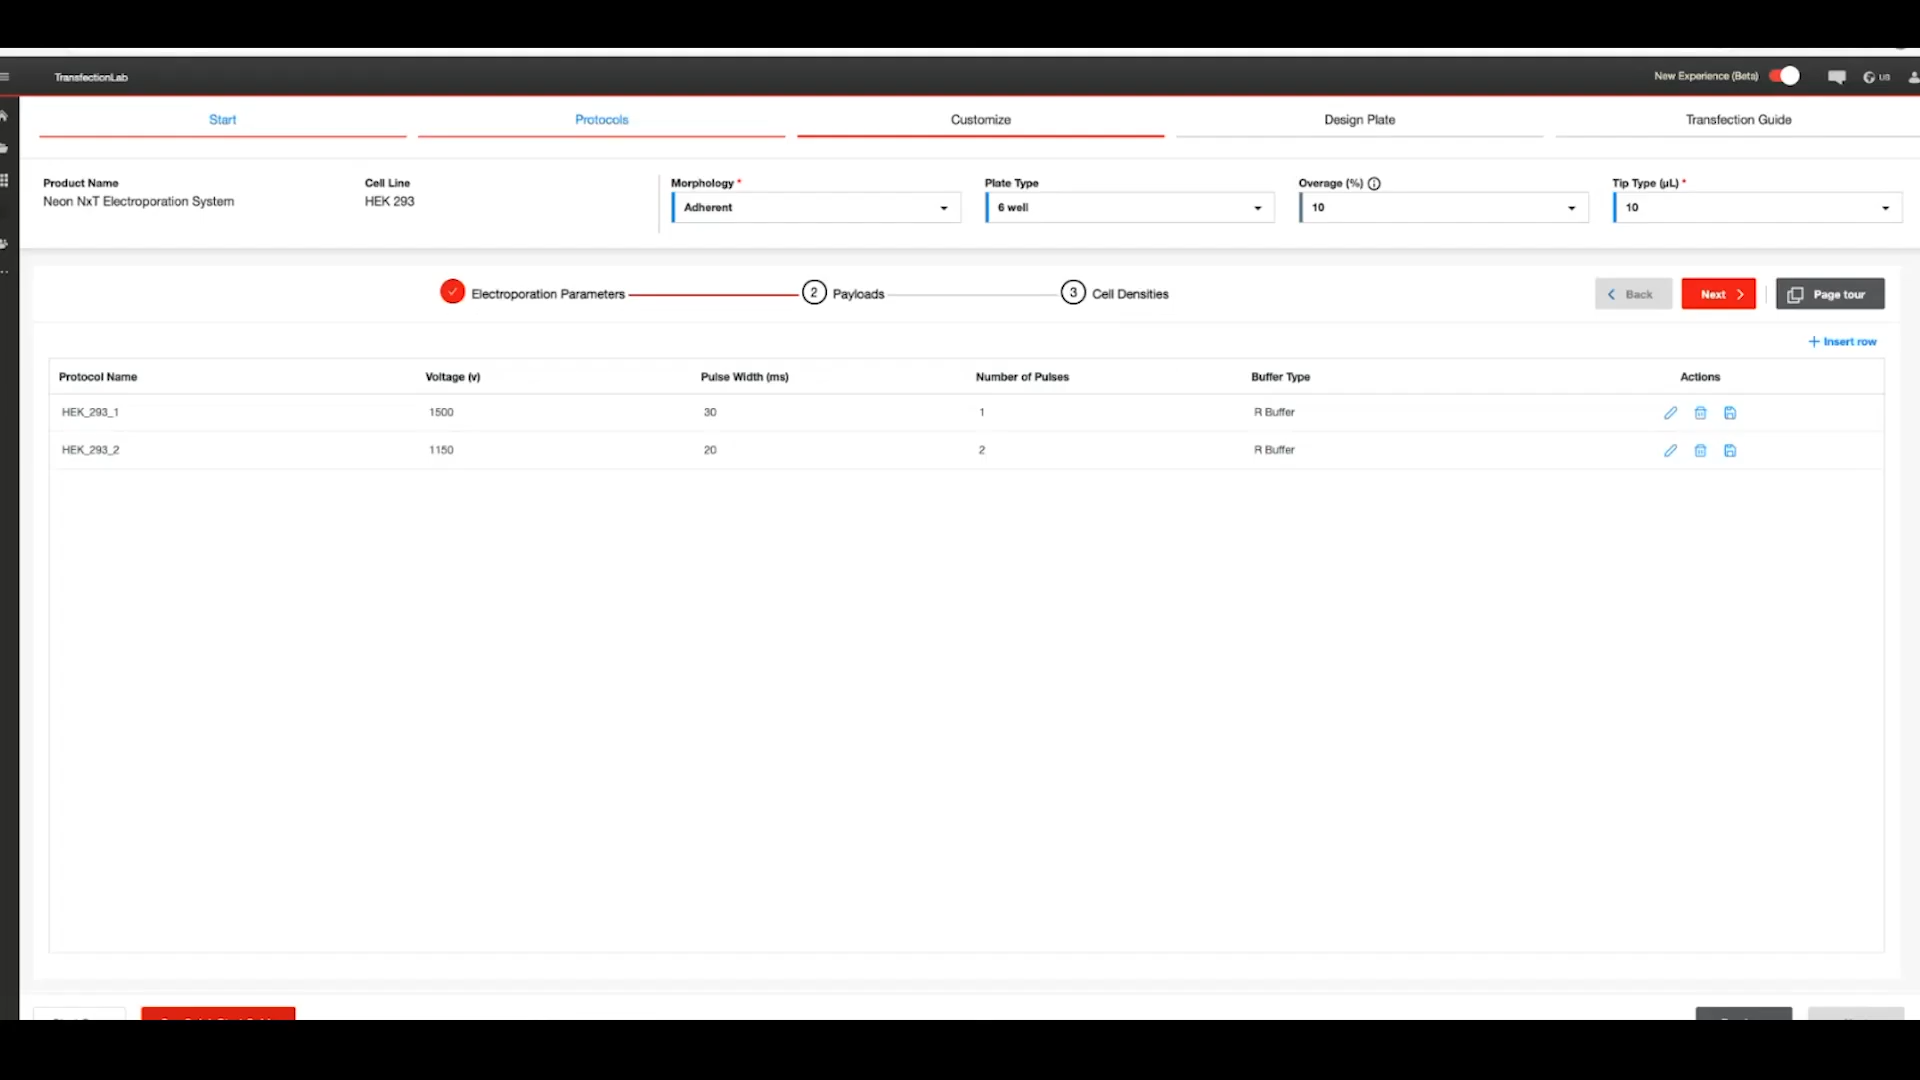 TransfectionLab
New Experience (Beta)
US
Start
Protocols
Customize
Design Plate
Transfection Guide
Product Name
Neon NxT Electroporation System
Cell Line
HEK 293
Morphology *
Adherent
Plate Type
6 well
Overage (%)
10
Tip Type (μL) *
10
Electroporation Parameters
2 Payloads
3 Cell Densities
Back
Next
Page tour
+ Insert row
Protocol Name Voltage (v) Pulse Width (ms) Number of Pulses Buffer Type Actions
HEK_293_1 1500 30 1 R Buffer
HEK_293_2 1150 20 2 R Buffer